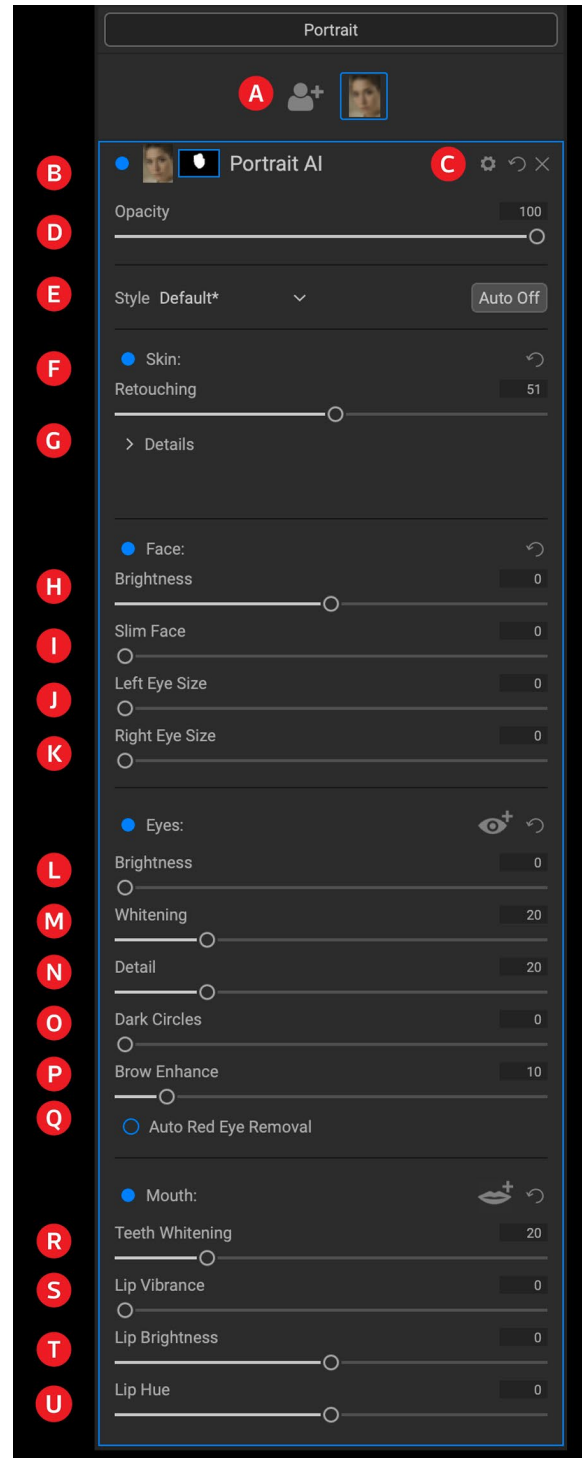 Portrait
A
B Portrait AI C
Opacity 100
D
E Style Default* Auto Off
F Skin:
Retouching 51
G Details
Face:
H Brightness 0
I Slim Face 0
J Left Eye Size 0
K Right Eye Size 0
Eyes:
L Brightness 0
M Whitening 20
N Detail 20
O Dark Circles 0
P Brow Enhance 10
Q Auto Red Eye Removal
Mouth:
R Teeth Whitening 20
S Lip Vibrance 0
T Lip Brightness 0
U Lip Hue 0